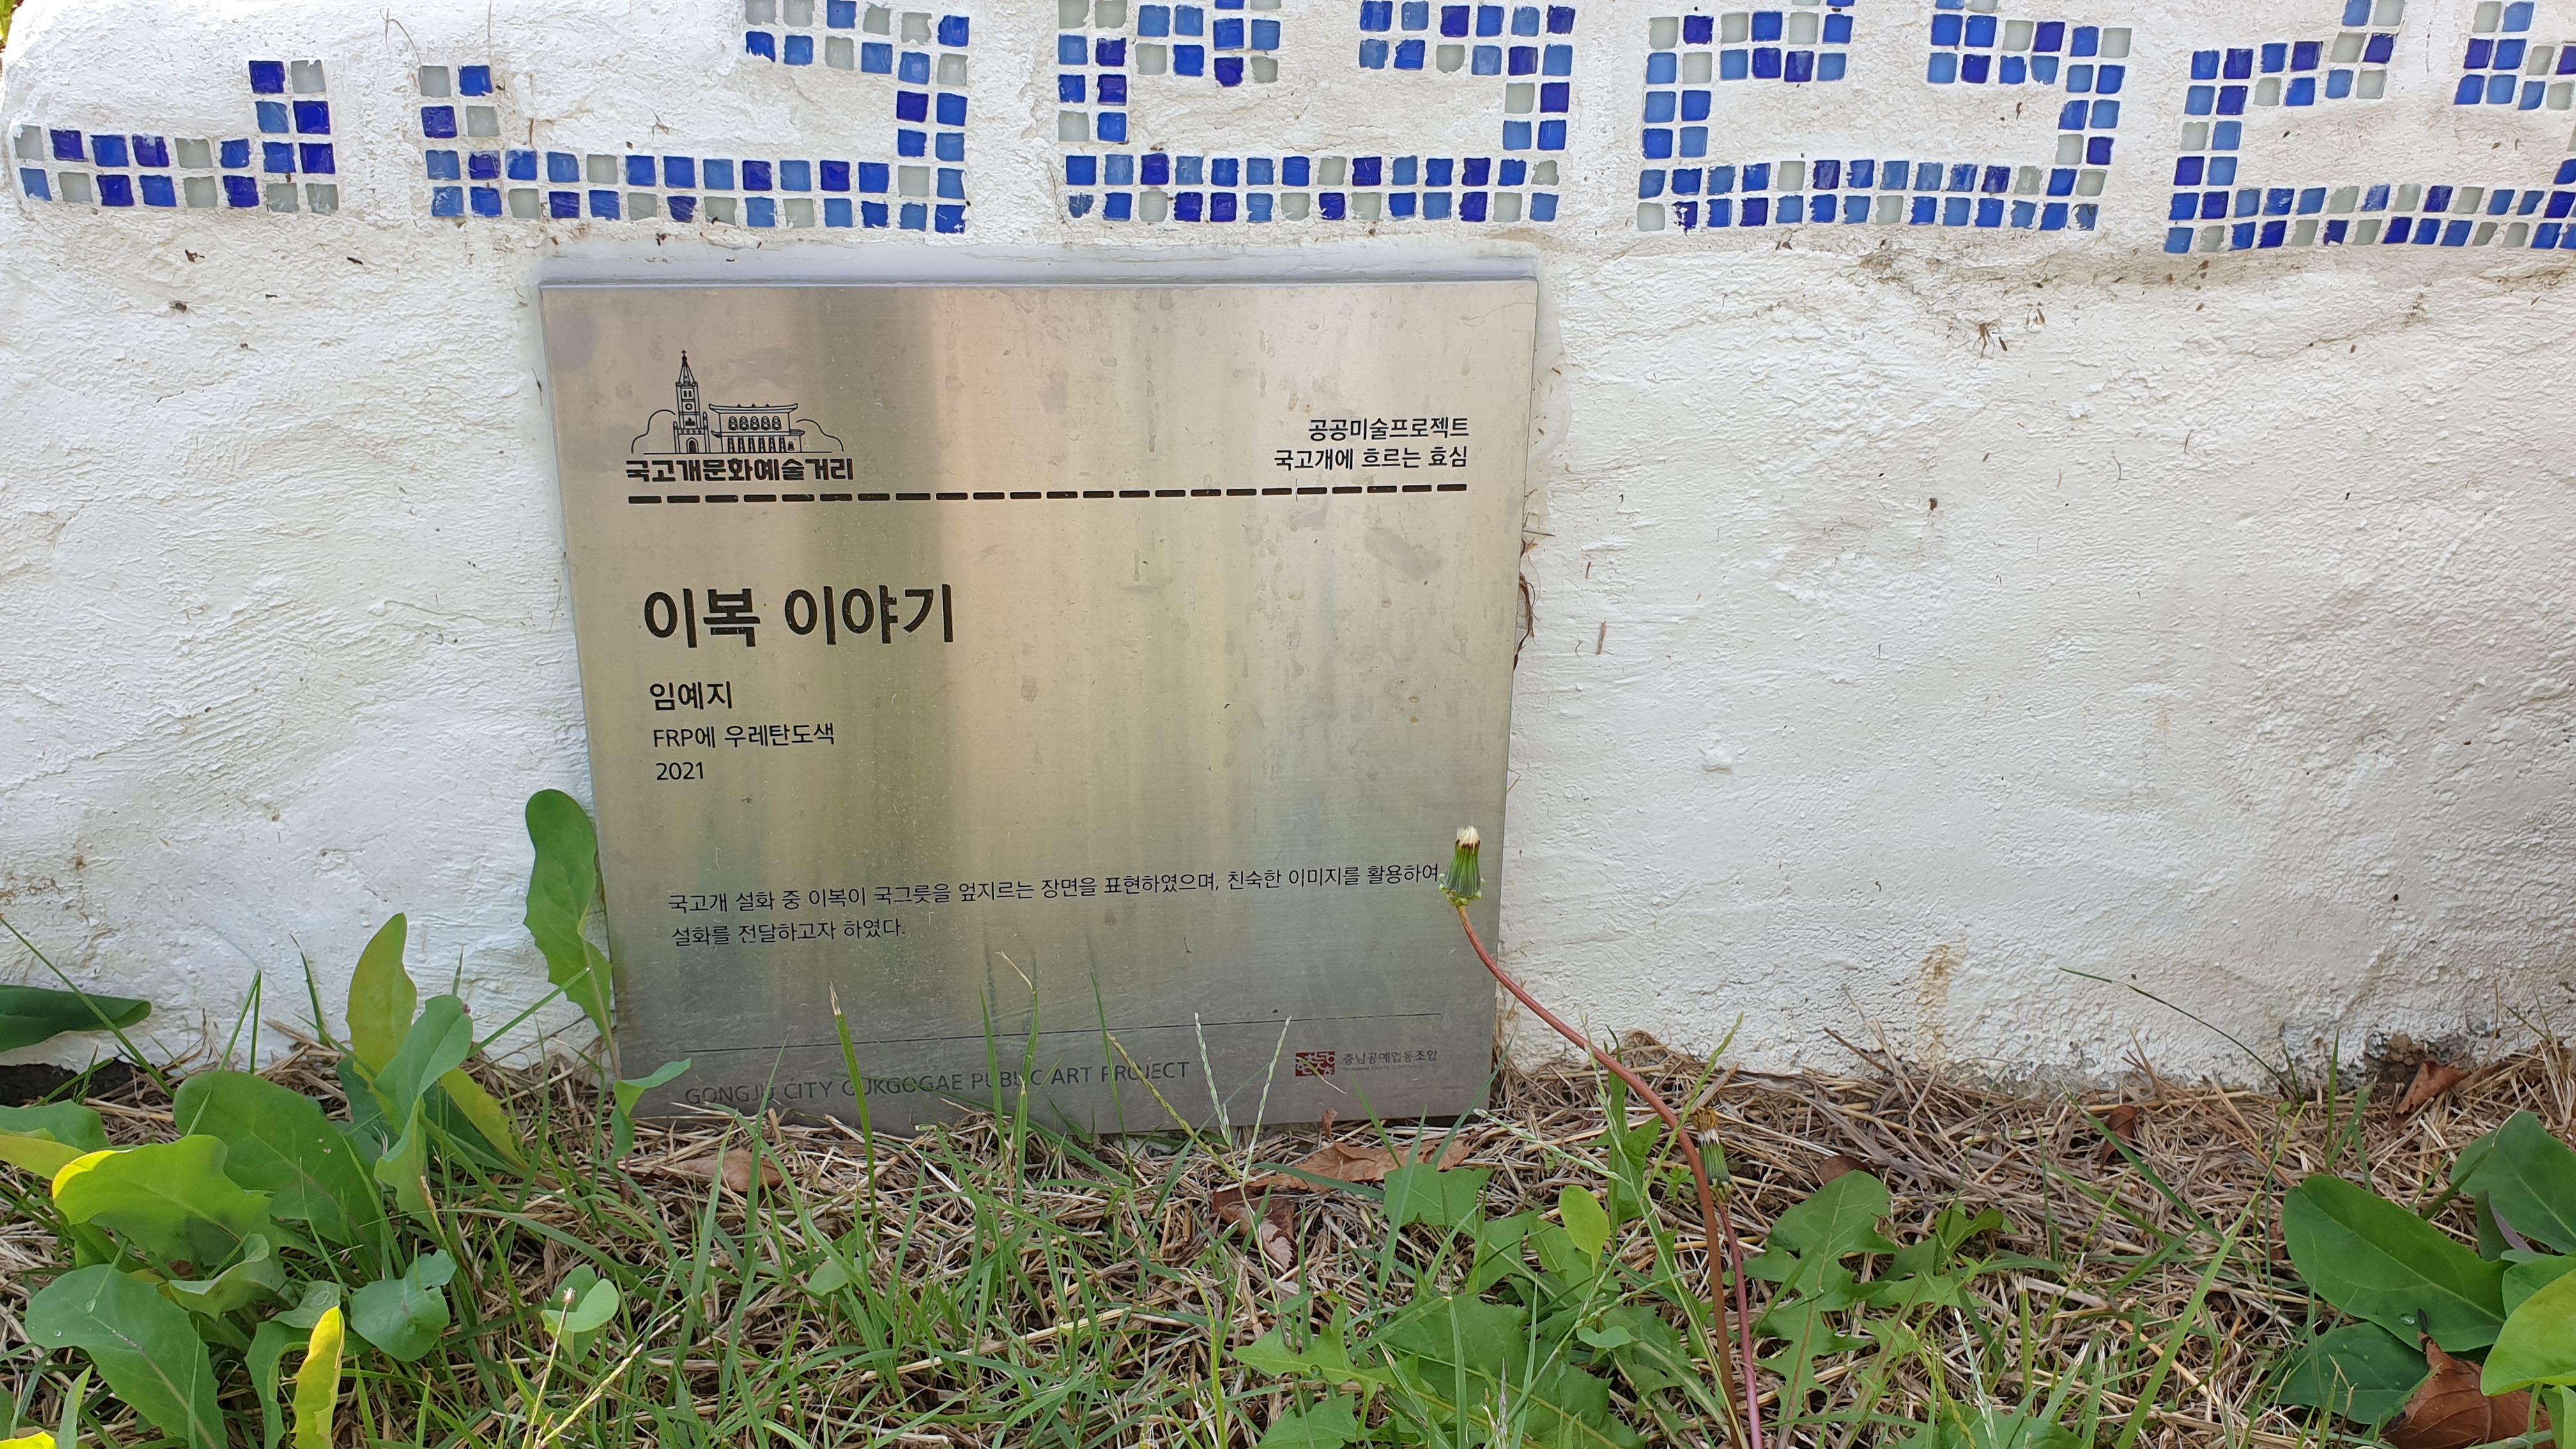 국고개문화예술거리
공공미술프로젝트
국고개에 흐르는 효심
이복 이야기
임예지
FRP에 우레탄도색
2021
국고개 설화 중 이복이 국그릇을 엎지르는 장면을 표현하였으며, 친숙한 이미지를 활용하여
설화를 전달하고자 하였다.
GONGJU CITY GUKGOGAE PUBLIC ART PROJECT
충남공예협동조합